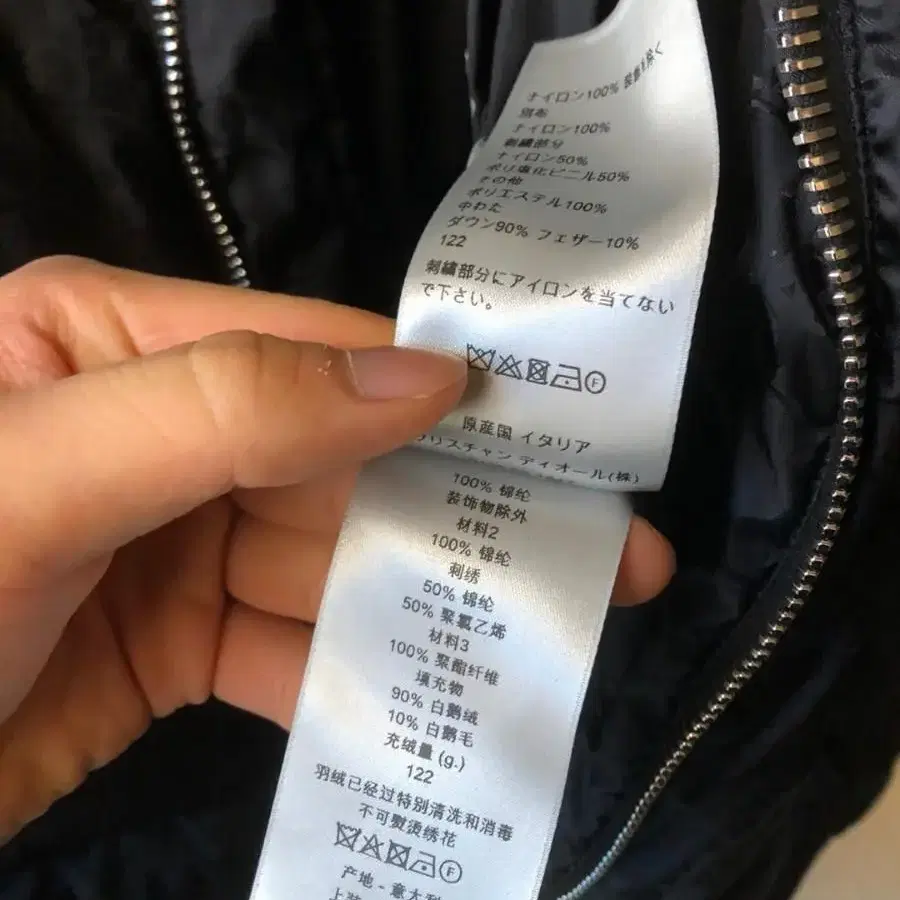 ナイロン100% 装飾を除く
別布
ナイロン100%
刺繍部分
ナイロン50%
ポリ塩化ビニル50%
その他
ポリエステル100%
中わた
ダウン90% フェザー10%
122
刺繍部分にアイロンを当てない
で下さい。
F
原産国 イタリア
クリスチャン ディオール(株)
100% 锦纶
装饰物除外
材料2
100% 锦纶
刺绣
50% 锦纶
50% 聚氯乙烯
材料3
100% 聚酯纤维
填充物
90% 白鹅绒
10% 白鹅毛
充绒量 (g.)
122
羽绒已经过特别清洗和消毒
不可熨烫绣花
F
产地 - 意大利
上装